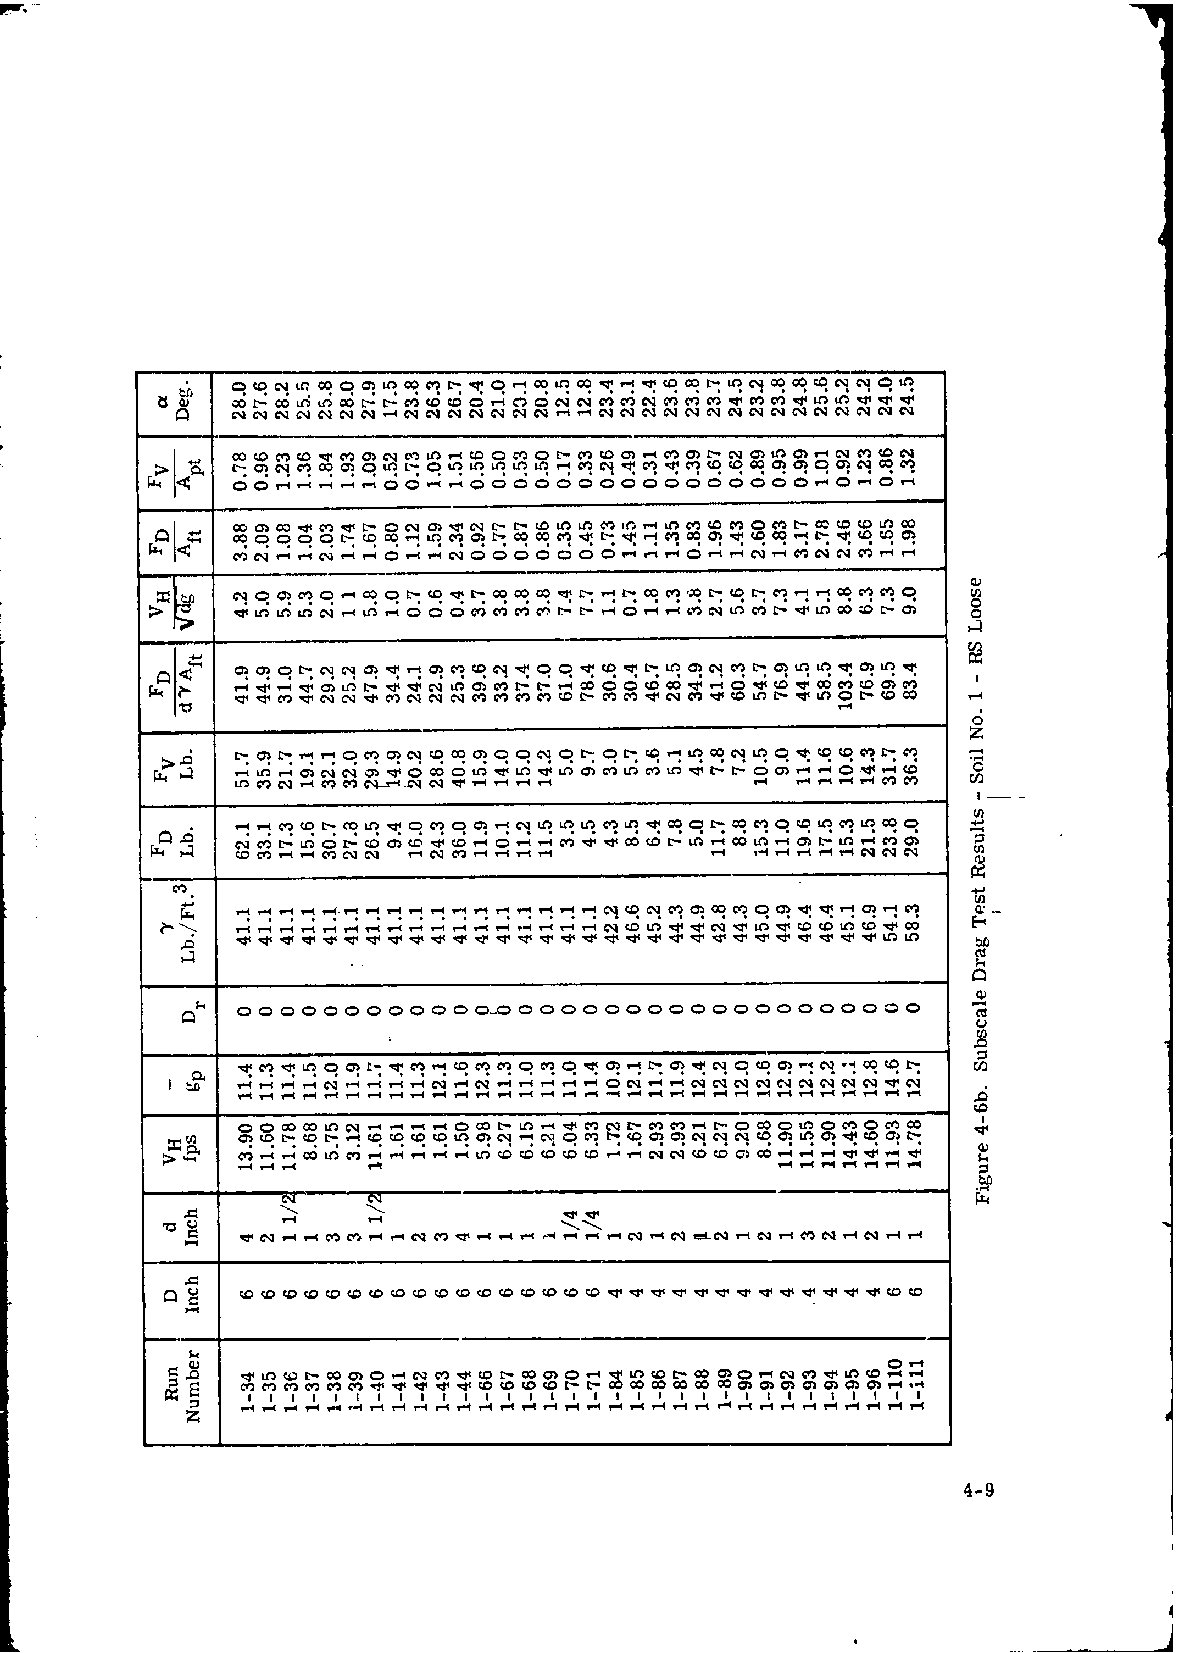 Run Number D Inch d Inch V_H fps g̅p D_r γ Lb./Ft.3 F_D Lb. F_V Lb. F_D/dγA_ft V_H/√dg F_D/A_ft F_V/A_pt α Deg.
1-34 6 4 13.90 11.4 0 41.1 62.1 51.7 41.9 4.2 3.88 0.78 28.0
1-35 6 2 11.60 11.3 0 41.1 33.1 35.9 44.9 5.0 2.09 0.96 27.6
1-36 6 1 1/2 11.78 11.4 0 41.1 17.3 21.7 31.0 5.9 1.08 1.23 28.2
1-37 6 1 8.68 11.5 0 41.1 15.6 19.1 44.7 5.3 1.04 1.36 25.5
1-38 6 3 5.75 12.0 0 41.1 30.7 32.1 29.2 2.0 2.03 1.84 25.8
1-39 6 3 3.12 11.9 0 41.1 27.8 32.0 25.2 1 1 1.74 1.93 28.0
1-40 6 1 1/2 11.61 11.7 0 41.1 26.5 29.3 47.9 5.8 1.67 1.09 27.9
1-41 6 1 1.61 11.4 0 41.1 9.4 14.9 34.4 1.0 0.80 0.52 17.5
1-42 6 2 1.61 11.3 0 41.1 16.0 20.2 24.1 0.7 1.12 0.73 23.8
1-43 6 3 1.61 12.1 0 41.1 24.3 28.6 22.9 0.6 1.59 1.05 26.3
1-44 6 4 1.50 11.6 0 41.1 36.0 40.8 25.3 0.4 2.34 1.51 26.7
1-66 6 1 5.98 12.3 0 41.1 11.9 15.9 39.6 3.7 0.92 0.56 20.4
1-67 6 1 6.27 11.3 0 41.1 10.1 14.0 33.2 3.8 0.77 0.50 21.0
1-68 6 1 6.15 11.0 0 41.1 11.2 15.0 37.4 3.8 0.87 0.53 20.1
1-69 6 1 6.21 11.3 0 41.1 11.5 14.2 37.0 3.8 0.86 0.50 20.8
1-70 6 1/4 6.04 11.0 0 41.1 3.5 5.0 61.0 7.4 0.35 0.17 12.5
1-71 6 1/4 6.33 11.4 0 41.1 4.5 9.7 78.4 7.7 0.45 0.33 12.8
1-84 4 1 1.72 10.9 0 42.2 4.3 3.0 30.6 1.1 0.73 0.26 23.4
1-85 4 2 1.67 12.1 0 46.6 8.5 5.7 30.4 0.7 1.45 0.49 23.1
1-86 4 1 2.93 11.7 0 45.2 6.4 3.6 46.7 1.8 1.11 0.31 22.4
1-87 4 2 2.93 11.9 0 44.3 7.8 5.1 28.5 1.3 1.35 0.43 23.6
1-88 4 1 6.21 12.4 0 44.9 5.0 4.5 34.9 3.8 0.83 0.39 23.8
1-89 4 2 6.27 12.2 0 42.8 11.7 7.8 41.2 2.7 1.96 0.67 23.7
1-90 4 1 9.20 12.0 0 44.3 8.8 7.2 60.3 5.6 1.43 0.62 24.5
1-91 4 2 8.68 12.6 0 45.0 15.3 10.5 54.7 3.7 2.60 0.89 23.2
1-92 4 1 11.90 12.9 0 44.9 11.0 9.0 76.9 7.3 1.83 0.95 23.8
1-93 4 3 11.55 12.1 0 46.4 19.6 11.4 44.5 4.1 3.17 0.99 24.8
1-94 4 2 11.90 12.2 0 46.4 17.5 11.6 58.5 5.1 2.78 1.01 25.6
1-95 4 1 14.43 12.1 0 45.1 15.3 10.6 103.4 8.8 2.46 0.92 25.2
1-96 4 2 14.60 12.8 0 46.9 21.5 14.3 76.9 6.3 3.66 1.23 24.2
1-110 6 1 11.93 14.6 0 54.1 23.8 31.7 69.5 7.3 1.55 0.86 24.0
1-111 6 1 14.78 12.7 0 58.3 29.0 36.3 83.4 9.0 1.98 1.32 24.5
Figure 4-6b. Subscale Drag Test Results - Soil No. 1 - RS Loose
4-9